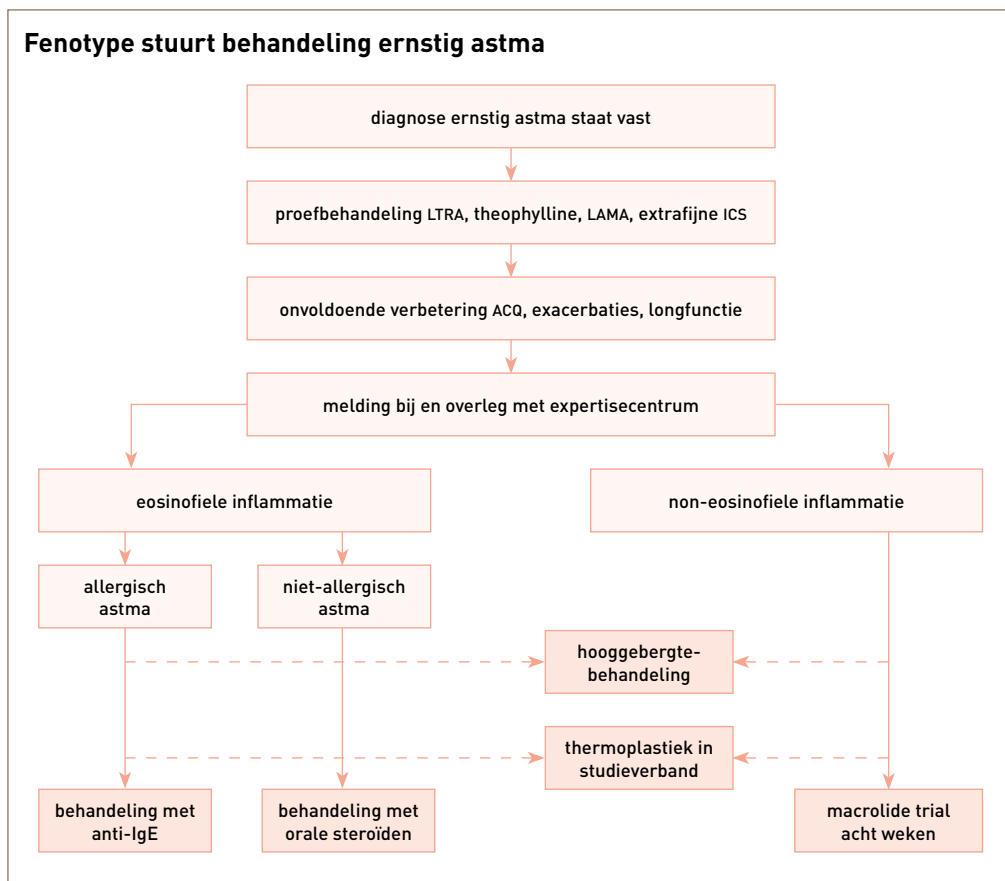 Fenotype stuurt behandeling ernstig astma
diagnose ernstig astma staat vast
proefbehandeling LTRA, theophylline, LAMA, extrafijne ICS
onvoldoende verbetering ACQ, exacerbaties, longfunctie
melding bij en overleg met expertisecentrum
eosinofiele inflammatie
non-eosinofiele inflammatie
allergisch
astma
niet-allergisch
astma
hooggebergte-
behandeling
thermoplastiek in
studieverband
behandeling met
anti-IgE
behandeling met
orale steroïden
macrolide trial
acht weken